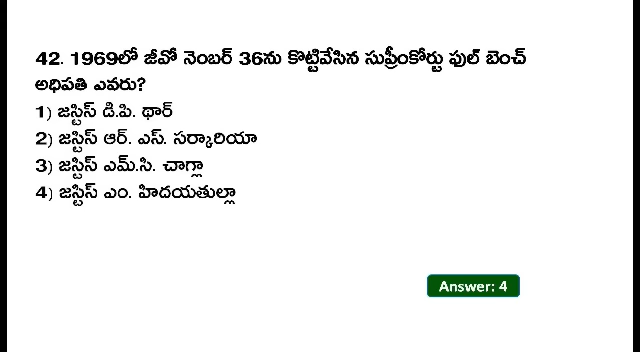 42. 1969లో జీవో నెంబర్ 36ను కొట్టివేసిన సుప్రీంకోర్టు ఫుల్ బెంచ్
అధిపతి ఎవరు?
1) జస్టిస్ డి.పి. థార్
2) జస్టిస్ ఆర్. ఎస్. సర్కారియా
3) జస్టిస్ ఎమ్.సి. చాగ్లా
4) జస్టిస్ ఎం. హిదయతుల్లా
Answer: 4